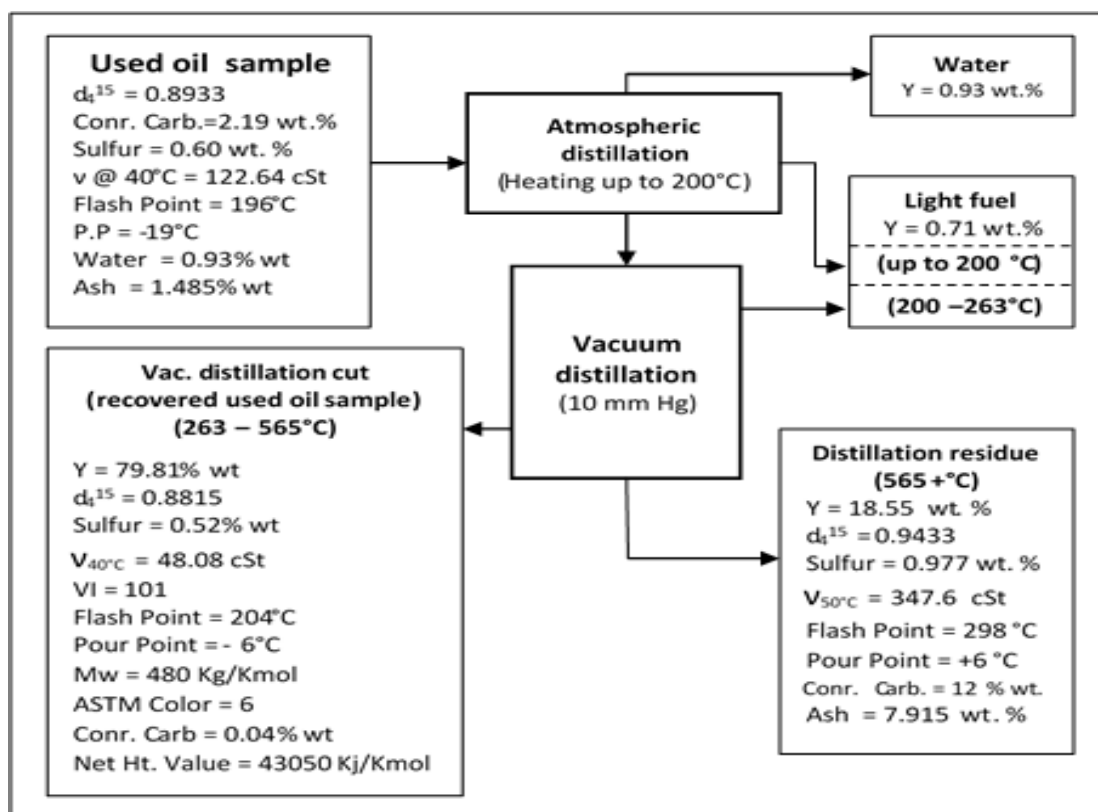 Used oil sample
d₄¹⁵ = 0.8933
Conr. Carb.=2.19 wt.%
Sulfur = 0.60 wt. %
v @ 40°C = 122.64 cSt
Flash Point = 196°C
P.P = -19°C
Water = 0.93% wt
Ash = 1.485% wt
Atmospheric
distillation
(Heating up to 200°C)
Water
Y = 0.93 wt.%
Light fuel
Y = 0.71 wt.%
(up to 200 °C)
(200 –263°C)
Vacuum
distillation
(10 mm Hg)
Vac. distillation cut
(recovered used oil sample)
(263 – 565°C)
Y = 79.81% wt
d₄¹⁵ = 0.8815
Sulfur = 0.52% wt
ν₄₀°C = 48.08 cSt
VI = 101
Flash Point = 204°C
Pour Point = - 6°C
Mw = 480 Kg/Kmol
ASTM Color = 6
Conr. Carb = 0.04% wt
Net Ht. Value = 43050 Kj/Kmol
Distillation residue
(565 +°C)
Y = 18.55 wt. %
d₄¹⁵ = 0.9433
Sulfur = 0.977 wt. %
ν₅₀°C = 347.6 cSt
Flash Point = 298 °C
Pour Point = +6 °C
Conr. Carb. = 12 % wt.
Ash = 7.915 wt. %